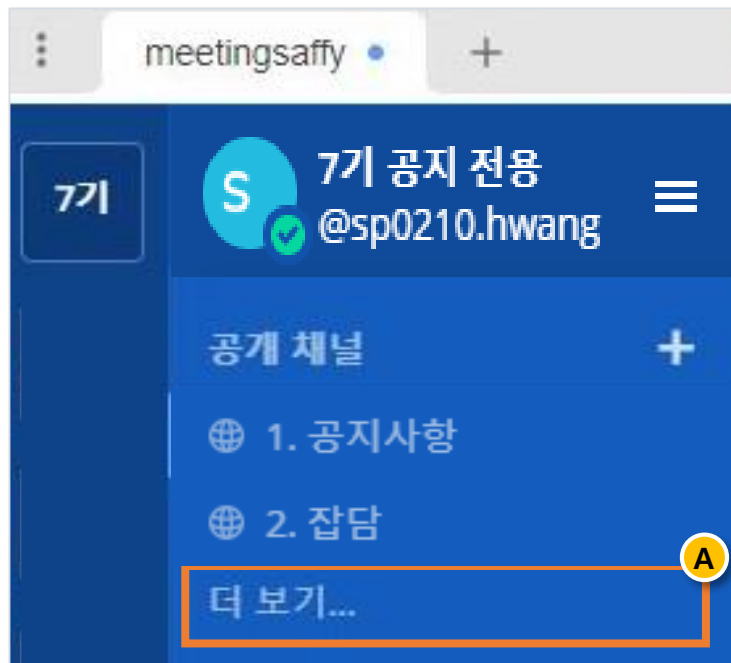 meetingsaffy
+
7기
S
7기 공지 전용
@sp0210.hwang
공개 채널
+
1. 공지사항
2. 잡담
A
더 보기...